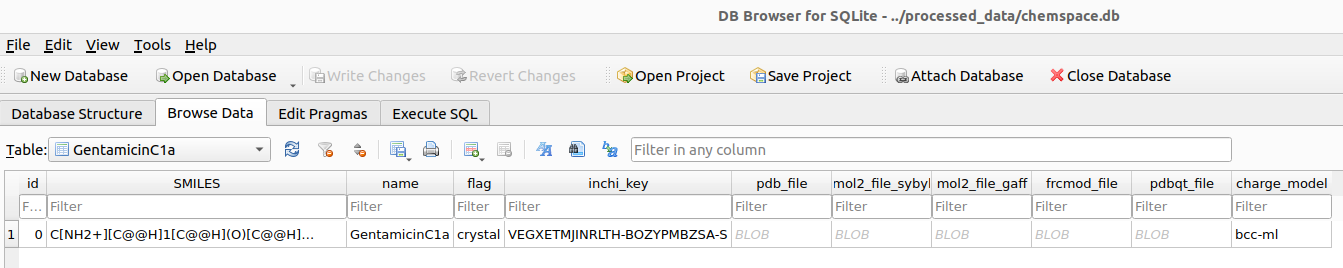 DB Browser for SQLite - ../processed_data/chemspace.db
File Edit View Tools Help
New Database Open Database Write Changes Revert Changes Open Project Save Project Attach Database Close Database
Database Structure Browse Data Edit Pragmas Execute SQL
Table: GentamicinC1a Filter in any column
id SMILES name flag inchi_key pdb_file mol2_file_sybyl mol2_file_gaff frcmod_file pdbqt_file charge_model
F... Filter Filter Filter Filter Filter Filter Filter Filter Filter Filter
1 0 C[NH2+][C@@H]1[C@@H](O)[C@@H]... GentamicinC1a crystal VEGXETMJINRLTH-BOZYPMBZSA-S BLOB BLOB BLOB BLOB BLOB bcc-ml